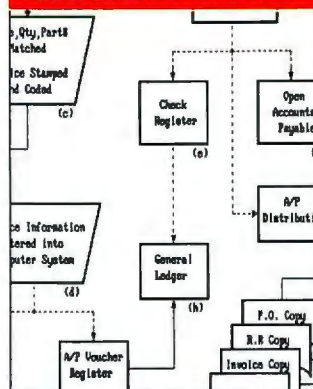 ,Qty,Part#
Matched
ice Stamped
nd Coded
(c)
Check
Register
(e)
Open
Accounts
Payable
ce Information
tered into
puter System
(d)
A/P
Distributi
General
Ledger
(h)
A/P Voucher
Register
P.O. Copy
R.R Copy
Invoice Copy